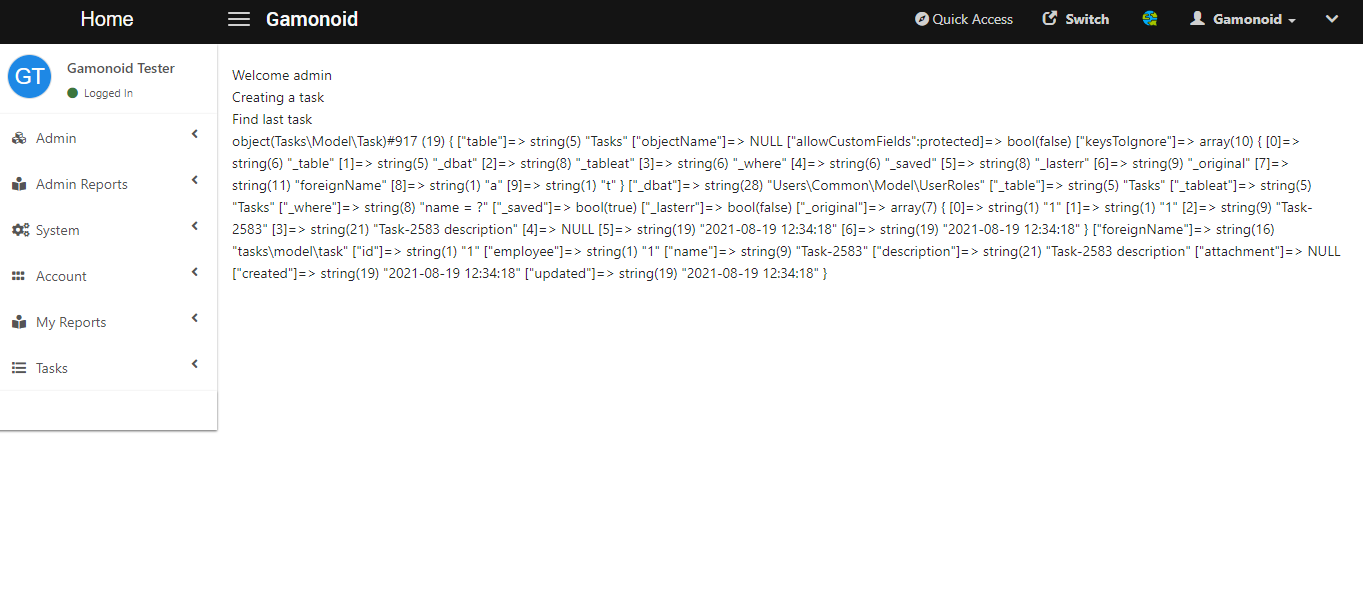 Home
Gamonoid
Quick Access
Switch
Gamonoid
GT
Gamonoid Tester
Logged In
Admin
Admin Reports
System
Account
My Reports
Tasks
Welcome admin
Creating a task
Find last task
object(Tasks\Model\Task)#917 (19) { ["table"]=> string(5) "Tasks" ["objectName"]=> NULL ["allowCustomFields":protected]=> bool(false) ["keysToIgnore"]=> array(10) { [0]=>
string(6) "_table" [1]=> string(5) "_dbat" [2]=> string(8) "_tableat" [3]=> string(6) "_where" [4]=> string(6) "_saved" [5]=> string(8) "_lasterr" [6]=> string(9) "_original" [7]=>
string(11) "foreignName" [8]=> string(1) "a" [9]=> string(1) "t" } ["_dbat"]=> string(28) "Users\Common\Model\UserRoles" ["_table"]=> string(5) "Tasks" ["_tableat"]=> string(5)
"Tasks" ["_where"]=> string(8) "name = ?" ["_saved"]=> bool(true) ["_lasterr"]=> bool(false) ["_original"]=> array(7) { [0]=> string(1) "1" [1]=> string(1) "1" [2]=> string(9) "Task-
2583" [3]=> string(21) "Task-2583 description" [4]=> NULL [5]=> string(19) "2021-08-19 12:34:18" [6]=> string(19) "2021-08-19 12:34:18" } ["foreignName"]=> string(16)
"tasks\model\task" ["id"]=> string(1) "1" ["employee"]=> string(1) "1" ["name"]=> string(9) "Task-2583" ["description"]=> string(21) "Task-2583 description" ["attachment"]=> NULL
["created"]=> string(19) "2021-08-19 12:34:18" ["updated"]=> string(19) "2021-08-19 12:34:18" }